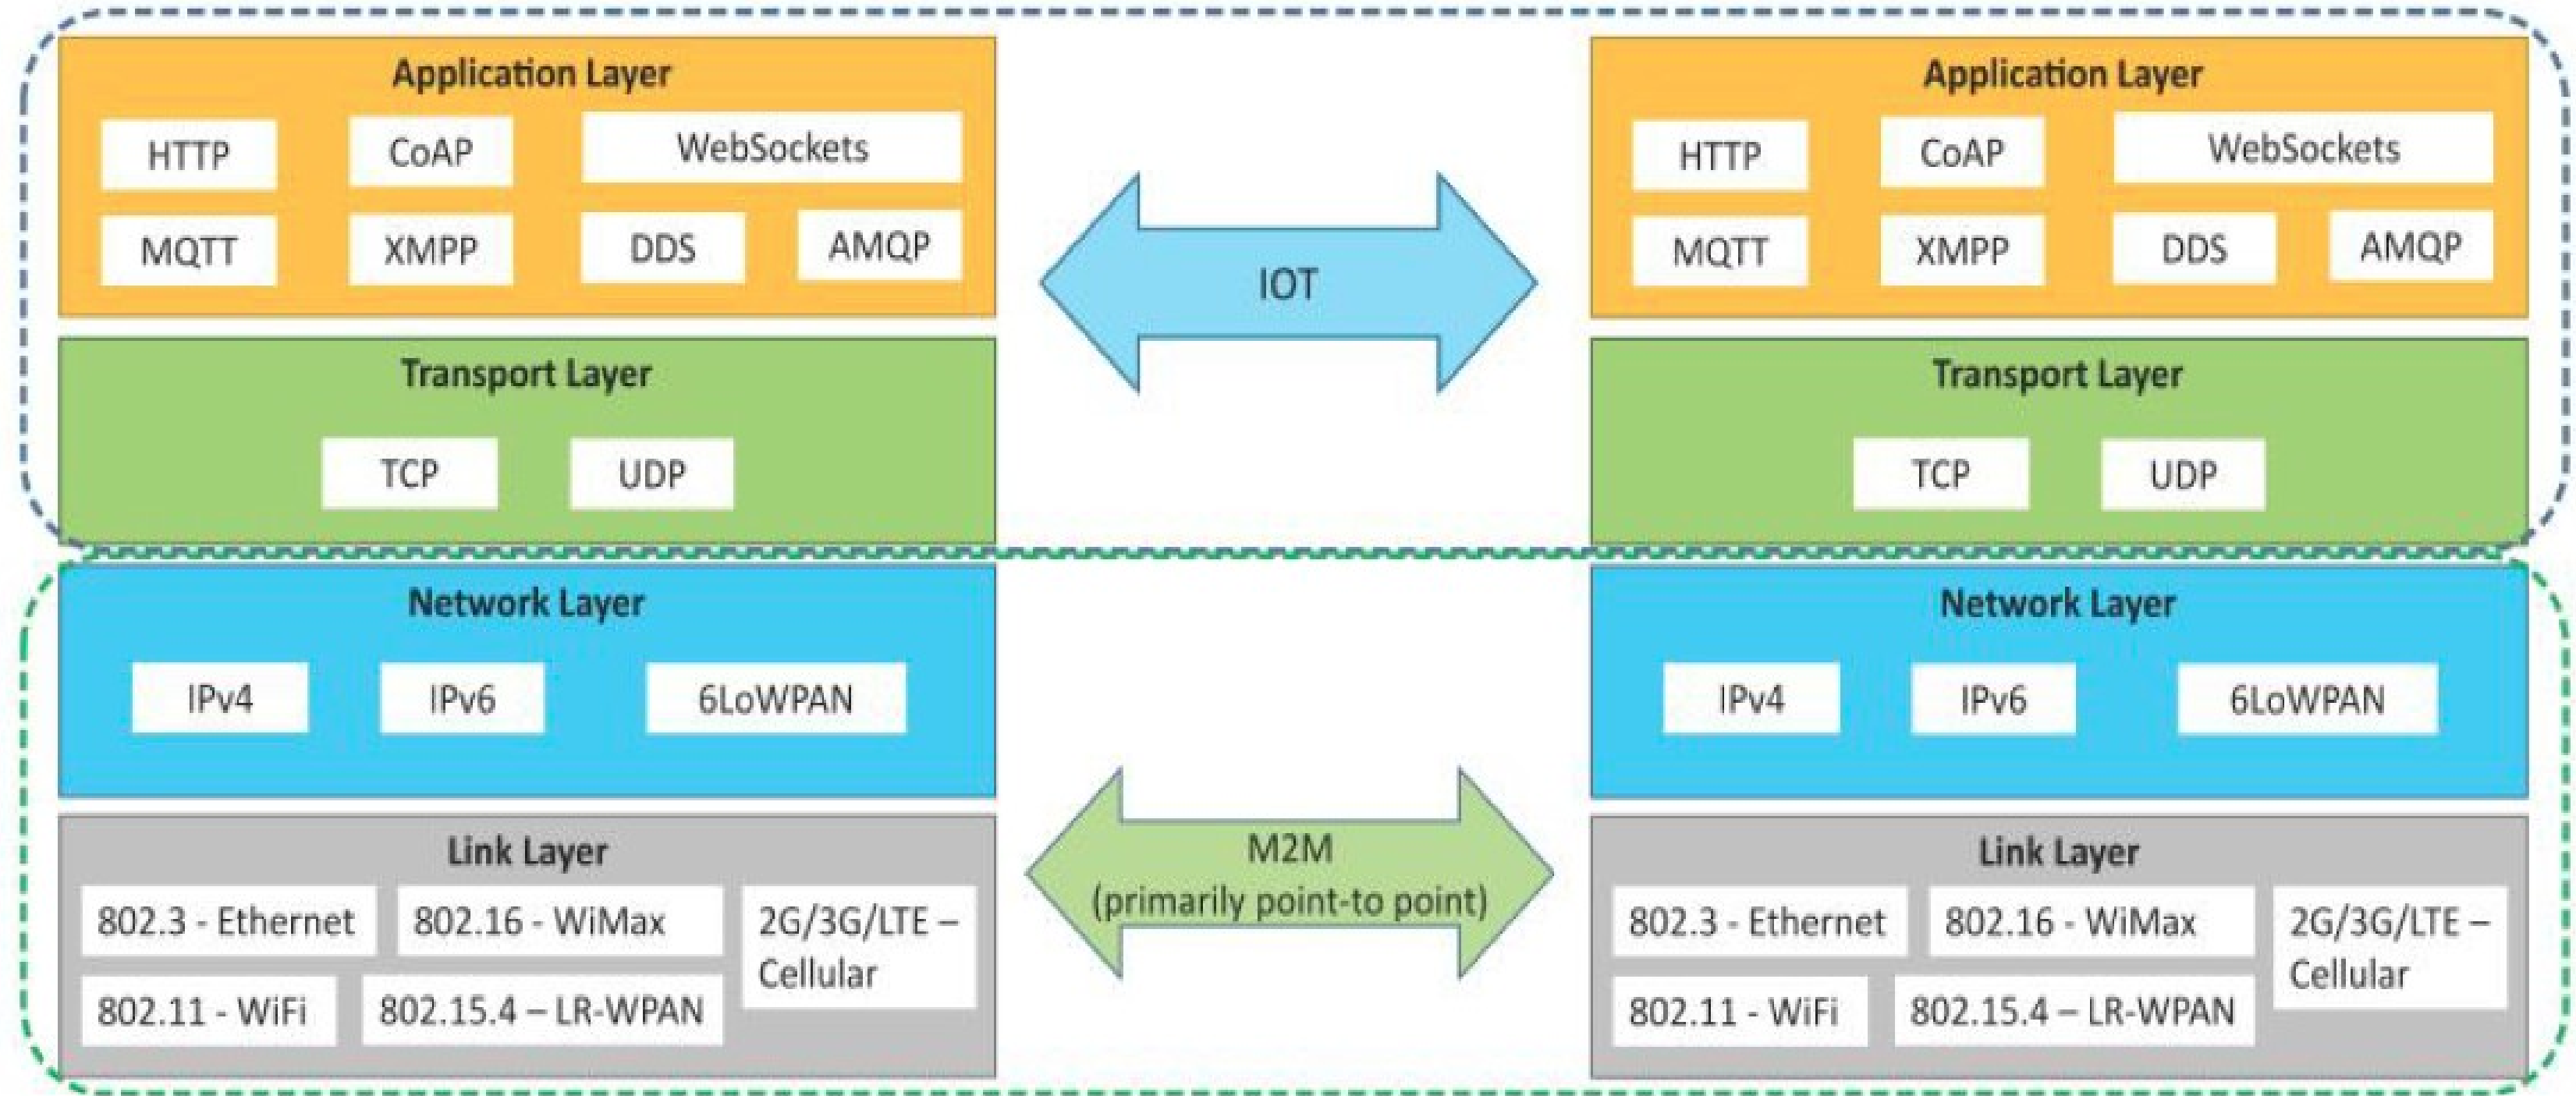 Application Layer
HTTP
CoAP
WebSockets
MQTT
XMPP
DDS
AMQP
Transport Layer
TCP
UDP
Network Layer
IPv4
IPv6
6LoWPAN
Link Layer
802.3 - Ethernet
802.16 - WiMax
2G/3G/LTE –
Cellular
802.11 - WiFi
802.15.4 – LR-WPAN
IOT
M2M
(primarily point-to point)
Application Layer
HTTP
CoAP
WebSockets
MQTT
XMPP
DDS
AMQP
Transport Layer
TCP
UDP
Network Layer
IPv4
IPv6
6LoWPAN
Link Layer
802.3 - Ethernet
802.16 - WiMax
2G/3G/LTE –
Cellular
802.11 - WiFi
802.15.4 – LR-WPAN